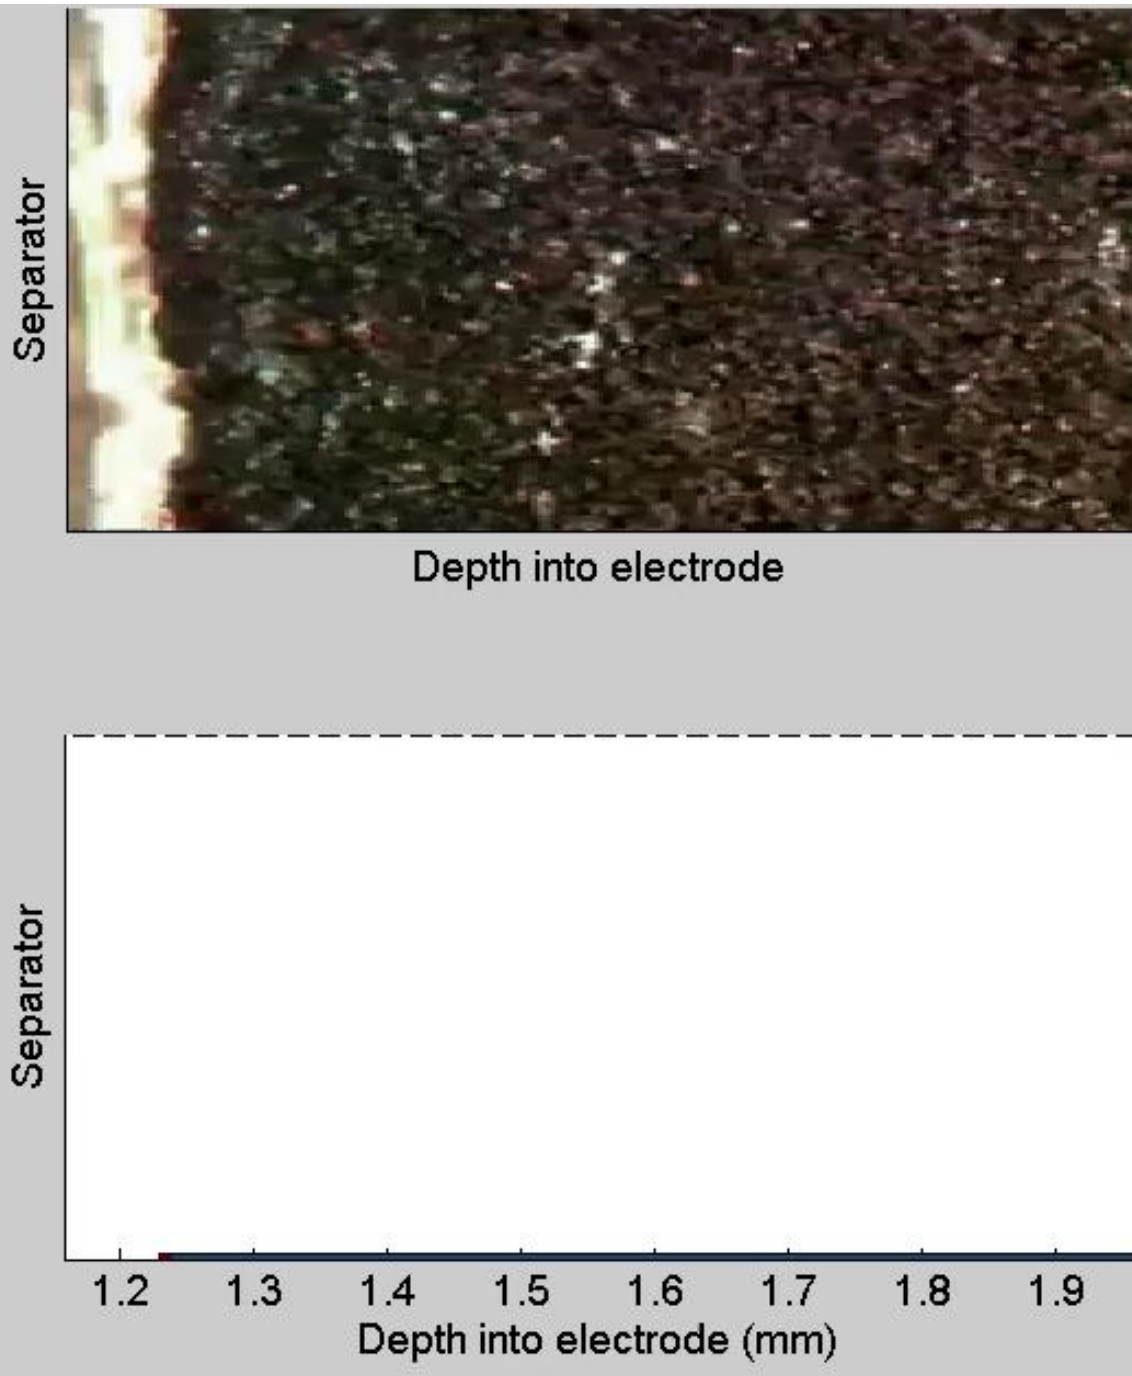 Separator
Depth into electrode
Separator
1.2 1.3 1.4 1.5 1.6 1.7 1.8 1.9
Depth into electrode (mm)